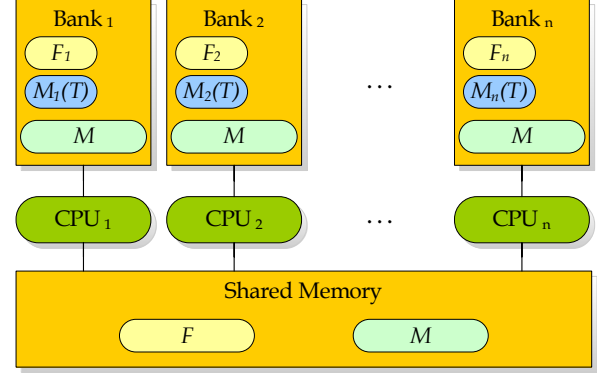 Bank 1 Bank 2 Bank n
F1 F2 Fn
M1(T) M2(T) … Mn(T)
M M M
CPU 1 CPU 2 … CPU n
Shared Memory
F M